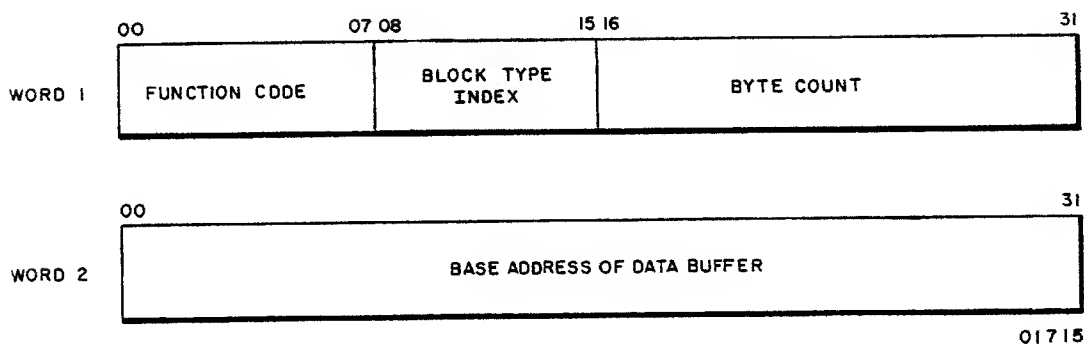 00 07 08 15 16 31
WORD 1 FUNCTION CODE BLOCK TYPE INDEX BYTE COUNT
00 31
WORD 2 BASE ADDRESS OF DATA BUFFER
01715